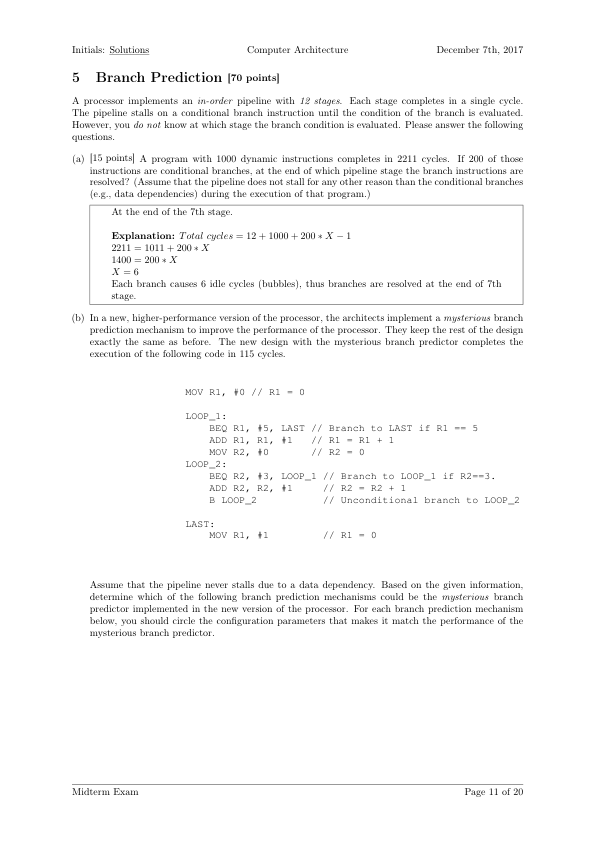 Initials: Solutions Computer Architecture December 7th, 2017
5 Branch Prediction [70 points]
A processor implements an in-order pipeline with 12 stages. Each stage completes in a single cycle.
The pipeline stalls on a conditional branch instruction until the condition of the branch is evaluated.
However, you do not know at which stage the branch condition is evaluated. Please answer the following
questions.
(a) [15 points] A program with 1000 dynamic instructions completes in 2211 cycles. If 200 of those
instructions are conditional branches, at the end of which pipeline stage the branch instructions are
resolved? (Assume that the pipeline does not stall for any other reason than the conditional branches
(e.g., data dependencies) during the execution of that program.)
At the end of the 7th stage.
Explanation: Total cycles = 12 + 1000 + 200 ∗ X − 1
2211 = 1011 + 200 ∗ X
1400 = 200 ∗ X
X = 6
Each branch causes 6 idle cycles (bubbles), thus branches are resolved at the end of 7th
stage.
(b) In a new, higher-performance version of the processor, the architects implement a mysterious branch
prediction mechanism to improve the performance of the processor. They keep the rest of the design
exactly the same as before. The new design with the mysterious branch predictor completes the
execution of the following code in 115 cycles.
MOV R1, #0 // R1 = 0
LOOP_1:
BEQ R1, #5, LAST // Branch to LAST if R1 == 5
ADD R1, R1, #1 // R1 = R1 + 1
MOV R2, #0 // R2 = 0
LOOP_2:
BEQ R2, #3, LOOP_1 // Branch to LOOP_1 if R2==3.
ADD R2, R2, #1 // R2 = R2 + 1
B LOOP_2 // Unconditional branch to LOOP_2
LAST:
MOV R1, #1 // R1 = 0
Assume that the pipeline never stalls due to a data dependency. Based on the given information,
determine which of the following branch prediction mechanisms could be the mysterious branch
predictor implemented in the new version of the processor. For each branch prediction mechanism
below, you should circle the configuration parameters that makes it match the performance of the
mysterious branch predictor.
Midterm Exam Page 11 of 20